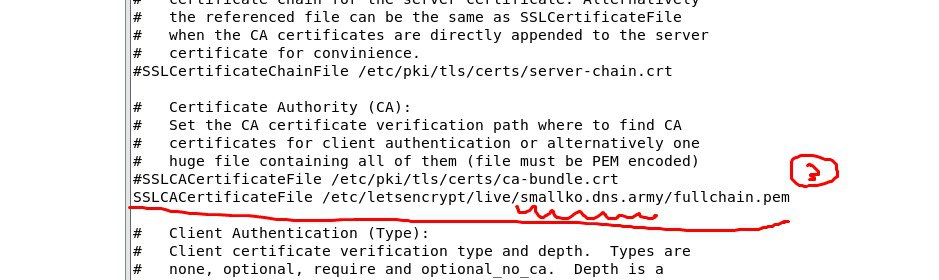 #   certificate chain for the server certificate. Alternatively
#   the referenced file can be the same as SSLCertificateFile
#   when the CA certificates are directly appended to the server
#   certificate for convinience.
#SSLCertificateChainFile /etc/pki/tls/certs/server-chain.crt
#   Certificate Authority (CA):
#   Set the CA certificate verification path where to find CA
#   certificates for client authentication or alternatively one
#   huge file containing all of them (file must be PEM encoded)
#SSLCACertificateFile /etc/pki/tls/certs/ca-bundle.crt
SSLCACertificateFile /etc/letsencrypt/live/smallko.dns.army/fullchain.pem
#   Client Authentication (Type):
#   Client certificate verification type and depth.  Types are
#   none, optional, require and optional_no_ca.  Depth is a